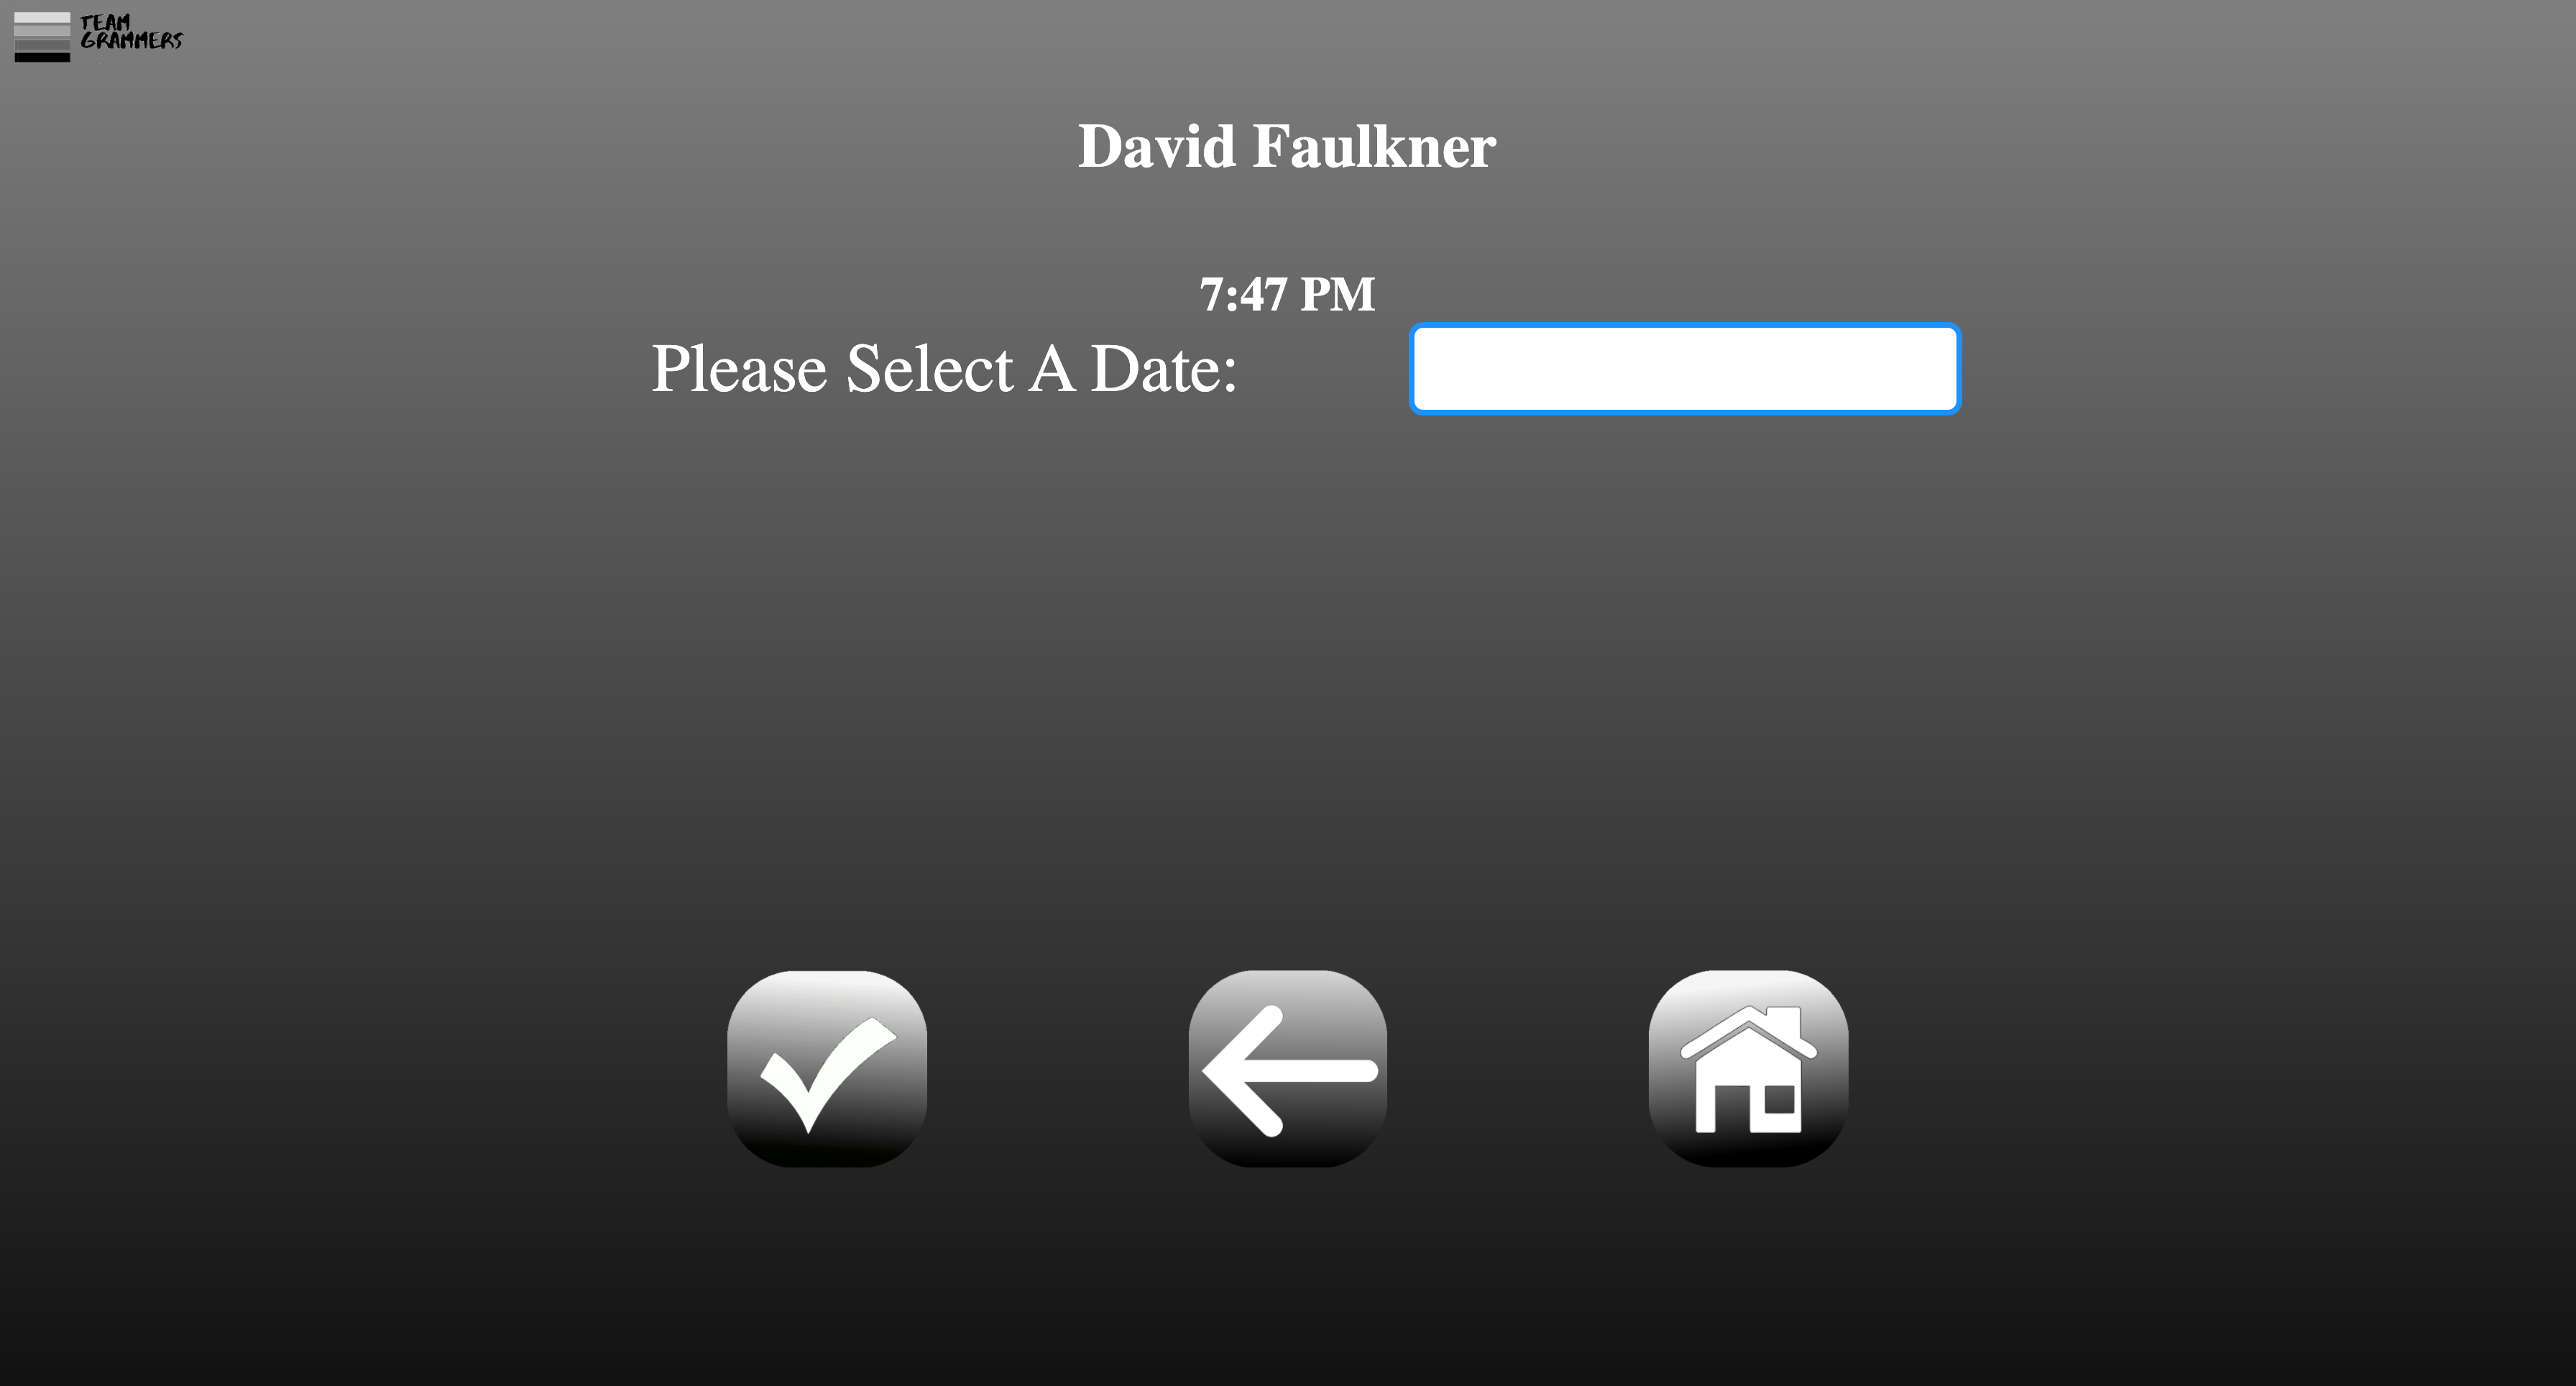 TEAM
GRAMMERS
David Faulkner
7:47 PM
Please Select A Date: